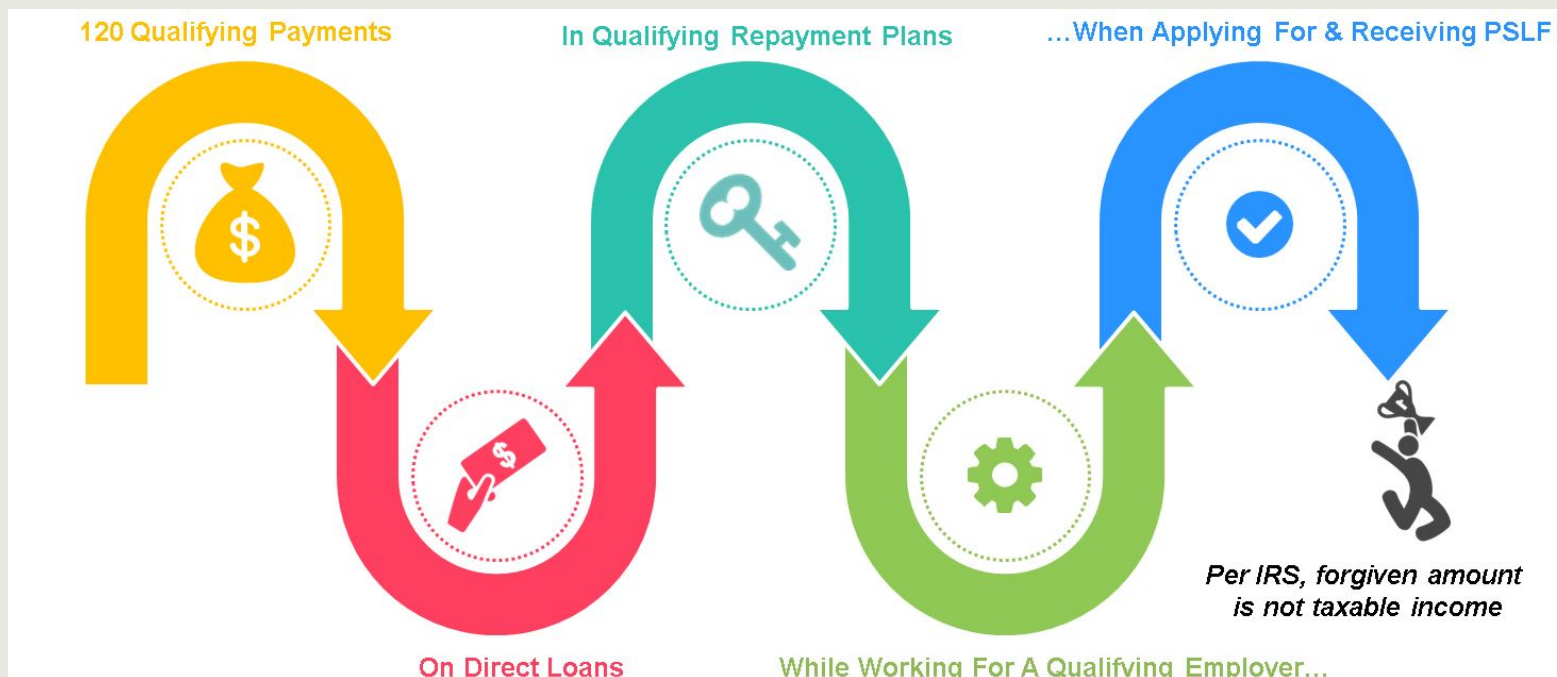 120 Qualifying Payments
In Qualifying Repayment Plans
...When Applying For & Receiving PSLF
$
$
Per IRS, forgiven amount
is not taxable income
On Direct Loans
While Working For A Qualifying Employer...